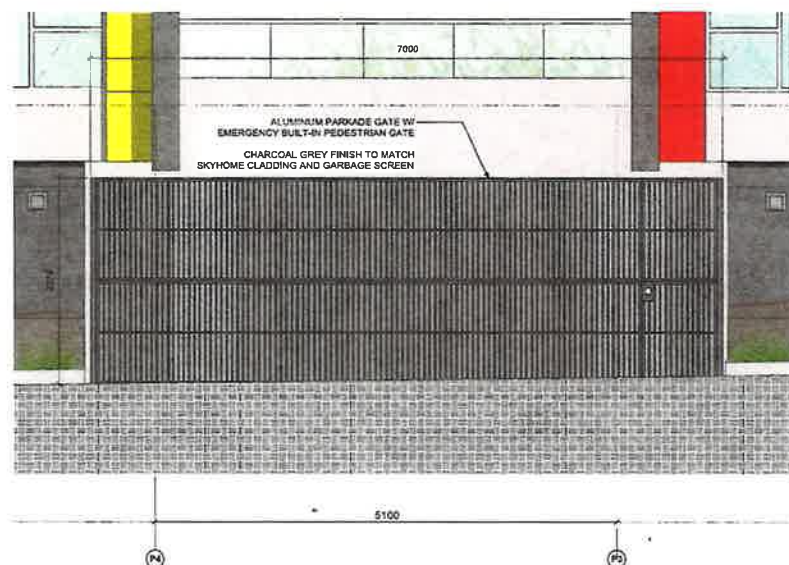 7000
ALUMINUM PARKADE GATE W/
EMERGENCY BUILT-IN PEDESTRIAN GATE
CHARCOAL GREY FINISH TO MATCH
SKYHOME CLADDING AND GARBAGE SCREEN
5100